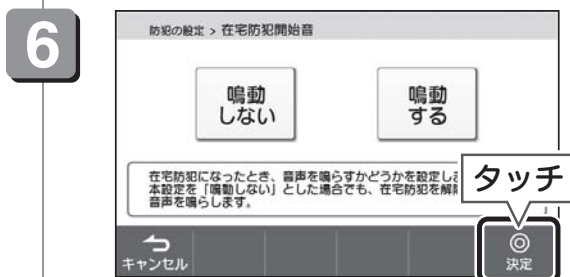 6
防犯の設定 > 在宅防犯開始音
鳴動
しない
鳴動
する
在宅防犯になったとき、音声を鳴らすかどうかを設定し
本設定を「鳴動しない」とした場合でも、在宅防犯を解
音声を鳴らします。
タッチ
キャンセル
決定